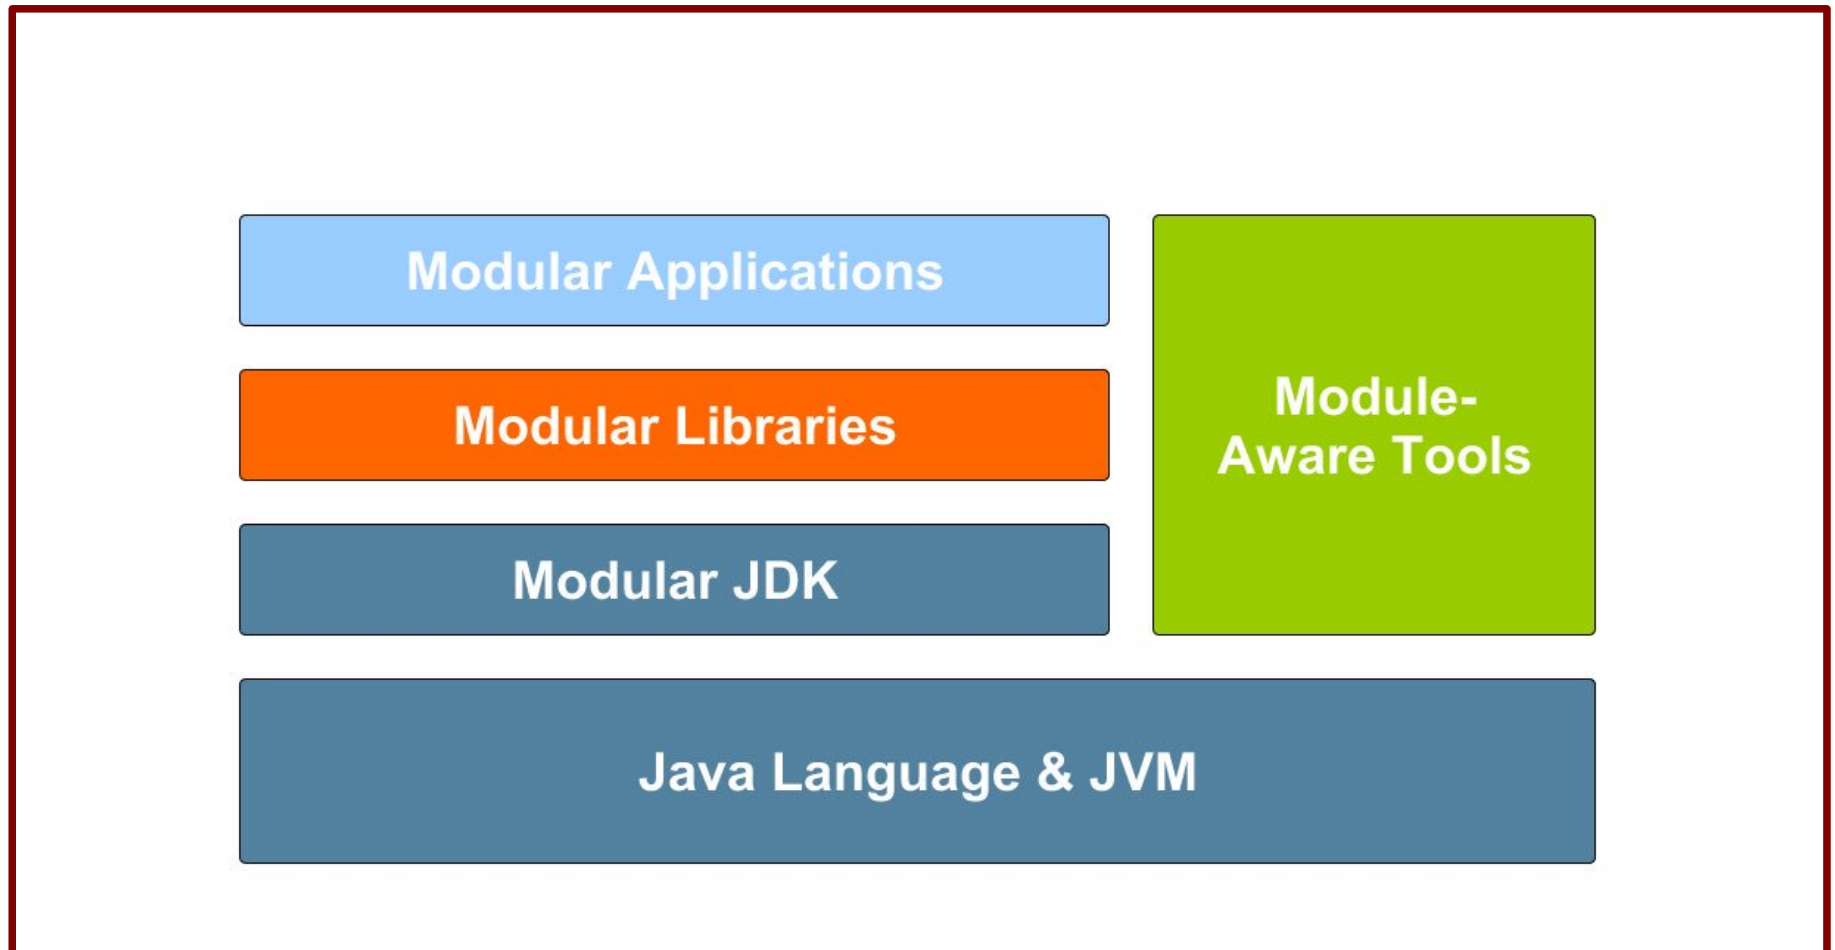 Modular Applications
Modular Libraries
Modular JDK
Module-
Aware Tools
Java Language & JVM